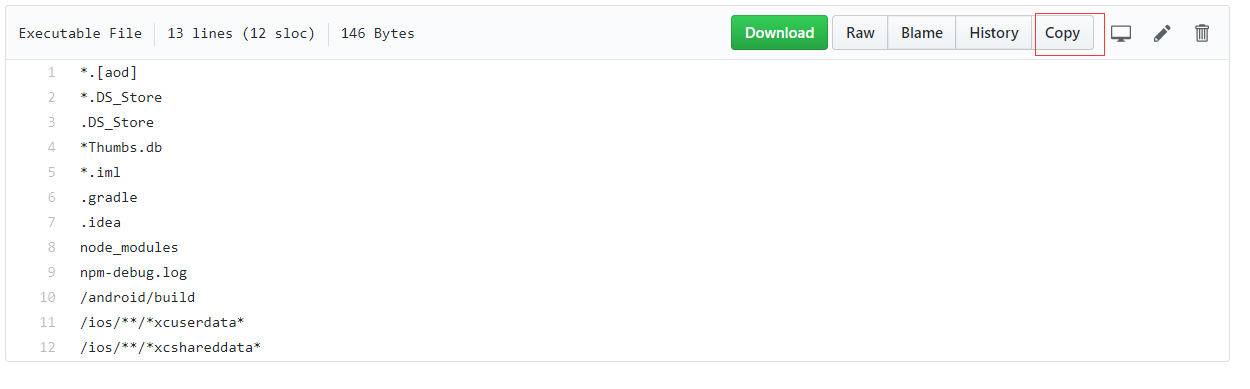 Executable File 13 lines (12 sloc) 146 Bytes Download Raw Blame History Copy
1 *.[aod]
2 *.DS_Store
3 .DS_Store
4 *Thumbs.db
5 *.iml
6 .gradle
7 .idea
8 node_modules
9 npm-debug.log
10 /android/build
11 /ios/**/*xcuserdata*
12 /ios/**/*xcshareddata*